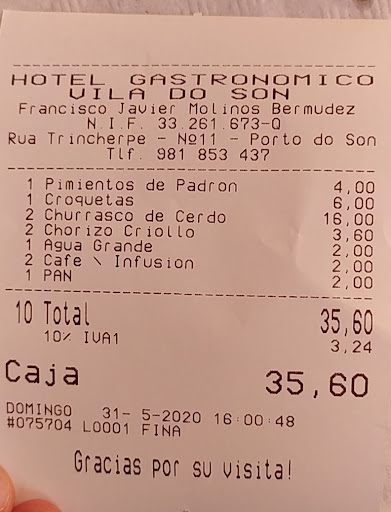 HOTEL GASTRONOMICO
VILA DO SON
Francisco Javier Molinos Bermudez
N.I.F. 33.261.673-Q
Rua Trincherpe - Nº11 - Porto do Son
Tlf. 981 853 437
1 Pimientos de Padron 4,00
1 Croquetas 6,00
2 Churrasco de Cerdo 16,00
2 Chorizo Criollo 3,60
1 Agua Grande 2,00
2 Cafe \ Infusion 2,00
1 PAN 2,00
10 Total 35,60
10% IVA1 3,24
Caja 35,60
DOMINGO 31- 5-2020 16:00:48
#075704 L0001 FINA
Gracias por su visita!